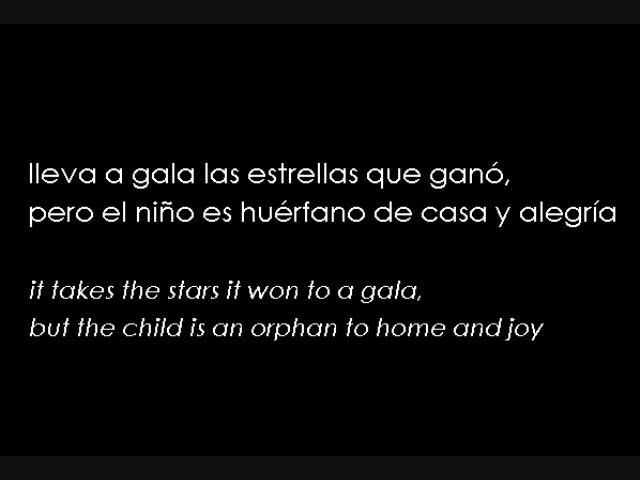 lleva a gala las estrellas que ganó,
pero el niño es huérfano de casa y alegría
it takes the stars it won to a gala,
but the child is an orphan to home and joy